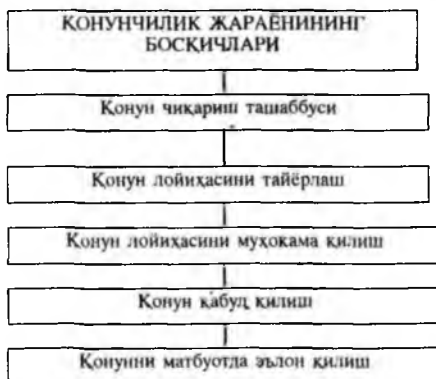 ҚОНУНЧИЛИК ЖАРАЁНИНИНГ
БОСҚИЧЛАРИ
Қонун чиқариш ташаббуси
Қонун лойиҳасини тайёрлаш
Қонун лойиҳасини муҳокама қилиш
Қонун қабул қилиш
Қонунни матбуотда эълон қилиш